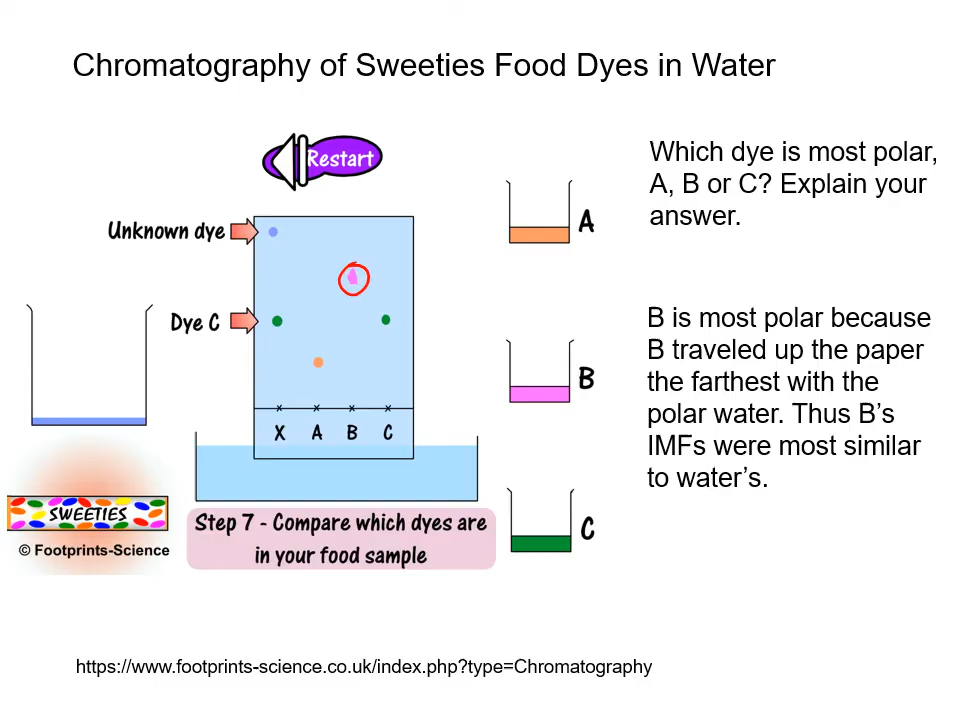 Chromatography of Sweeties Food Dyes in Water
Restart
Unknown dye
Dye C
X A B C
Step 7 - Compare which dyes are
in your food sample
SWEETIES
© Footprints-Science
A
B
C
Which dye is most polar,
A, B or C? Explain your
answer.
B is most polar because
B traveled up the paper
the farthest with the
polar water. Thus B’s
IMFs were most similar
to water’s.
https://www.footprints-science.co.uk/index.php?type=Chromatography